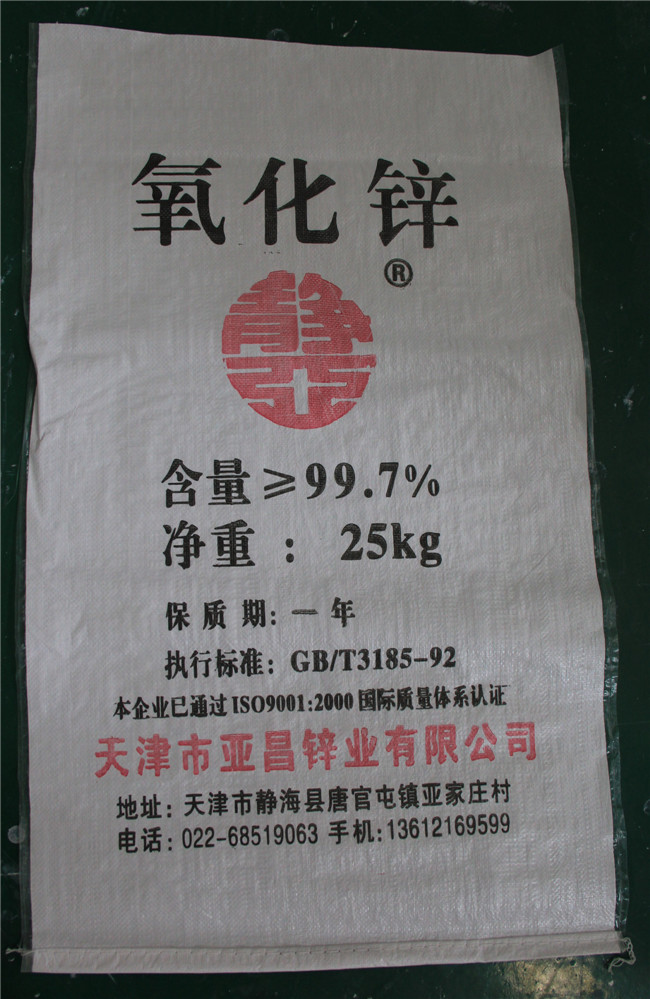 氧化锌
®
静
亚
含量≥99.7%
净重：25kg
保质期：一年
执行标准：GB/T3185-92
本企业已通过ISO9001:2000国际质量体系认证
天津市亚昌锌业有限公司
地址：天津市静海县唐官屯镇亚家庄村
电话：022-68519063 手机：13612169599